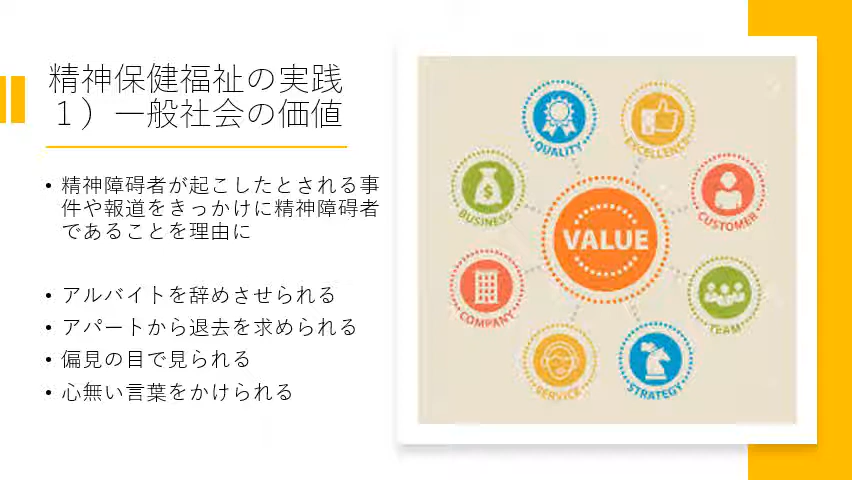 精神保健福祉の実践
１）一般社会の価値
• 精神障碍者が起こしたとされる事
件や報道をきっかけに精神障碍者
であることを理由に
• アルバイトを辞めさせられる
• アパートから退去を求められる
• 偏見の目で見られる
• 心無い言葉をかけられる
QUALITY
EXCELLENCE
BUSINESS
CUSTOMER
VALUE
COMPANY
TEAM
SERVICE
STRATEGY